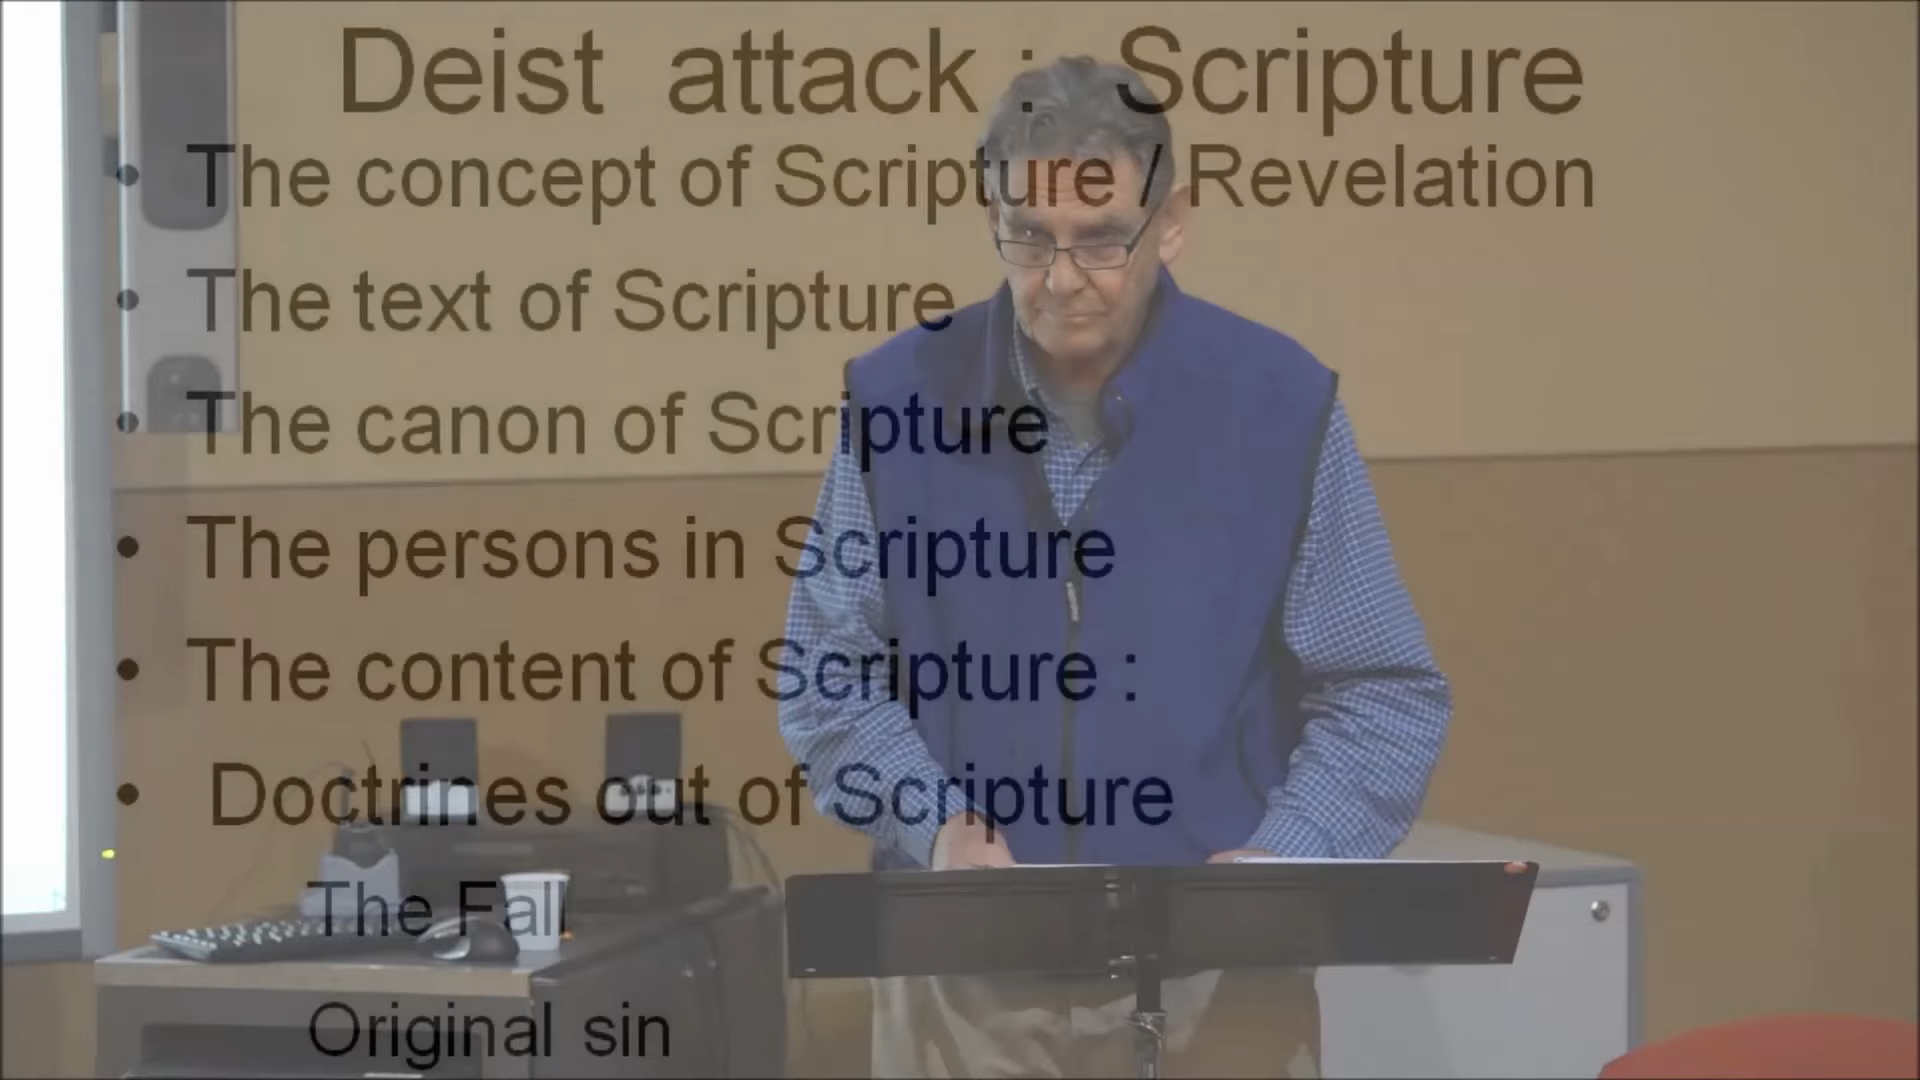 Deist attack : Scripture
• The concept of Scripture / Revelation
• The text of Scripture
• The canon of Scripture
• The persons in Scripture
• The content of Scripture :
• Doctrines out of Scripture
The Fall
Original sin